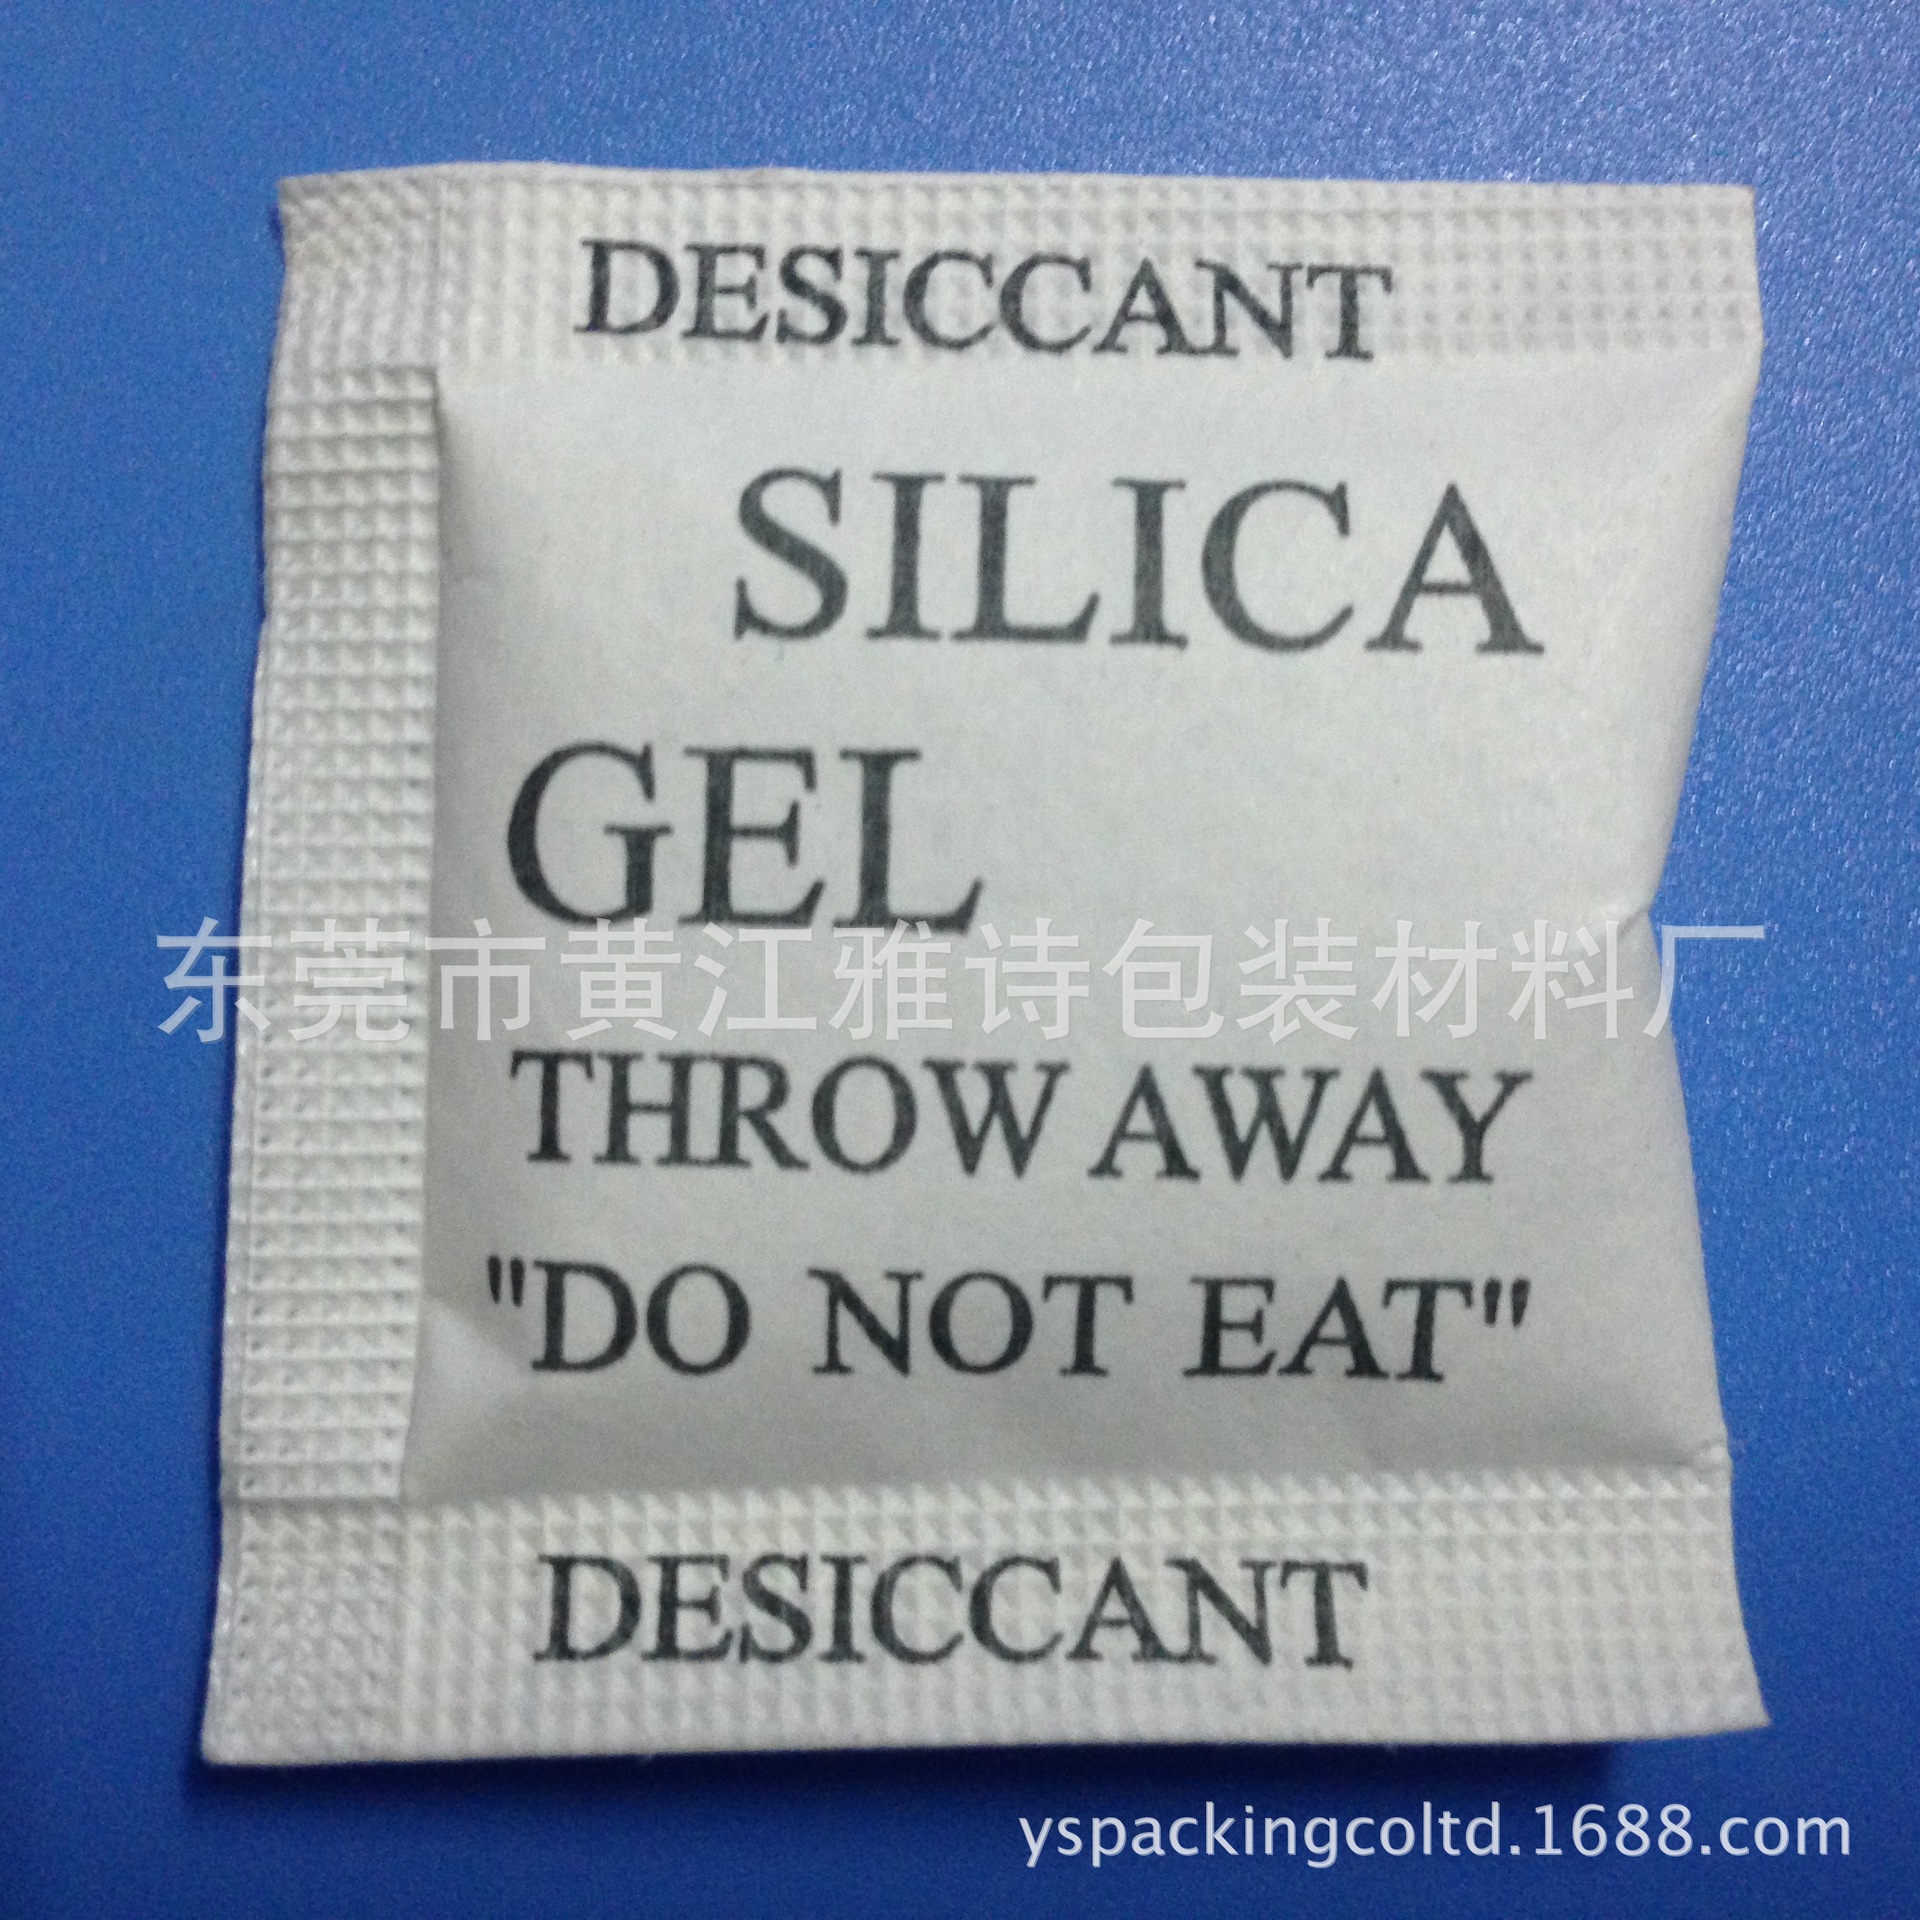 DESICCANT
SILICA
GEL
东莞市黄江雅诗包装材料厂
THROW AWAY
"DO NOT EAT"
DESICCANT
yspackingcoltd.1688.com